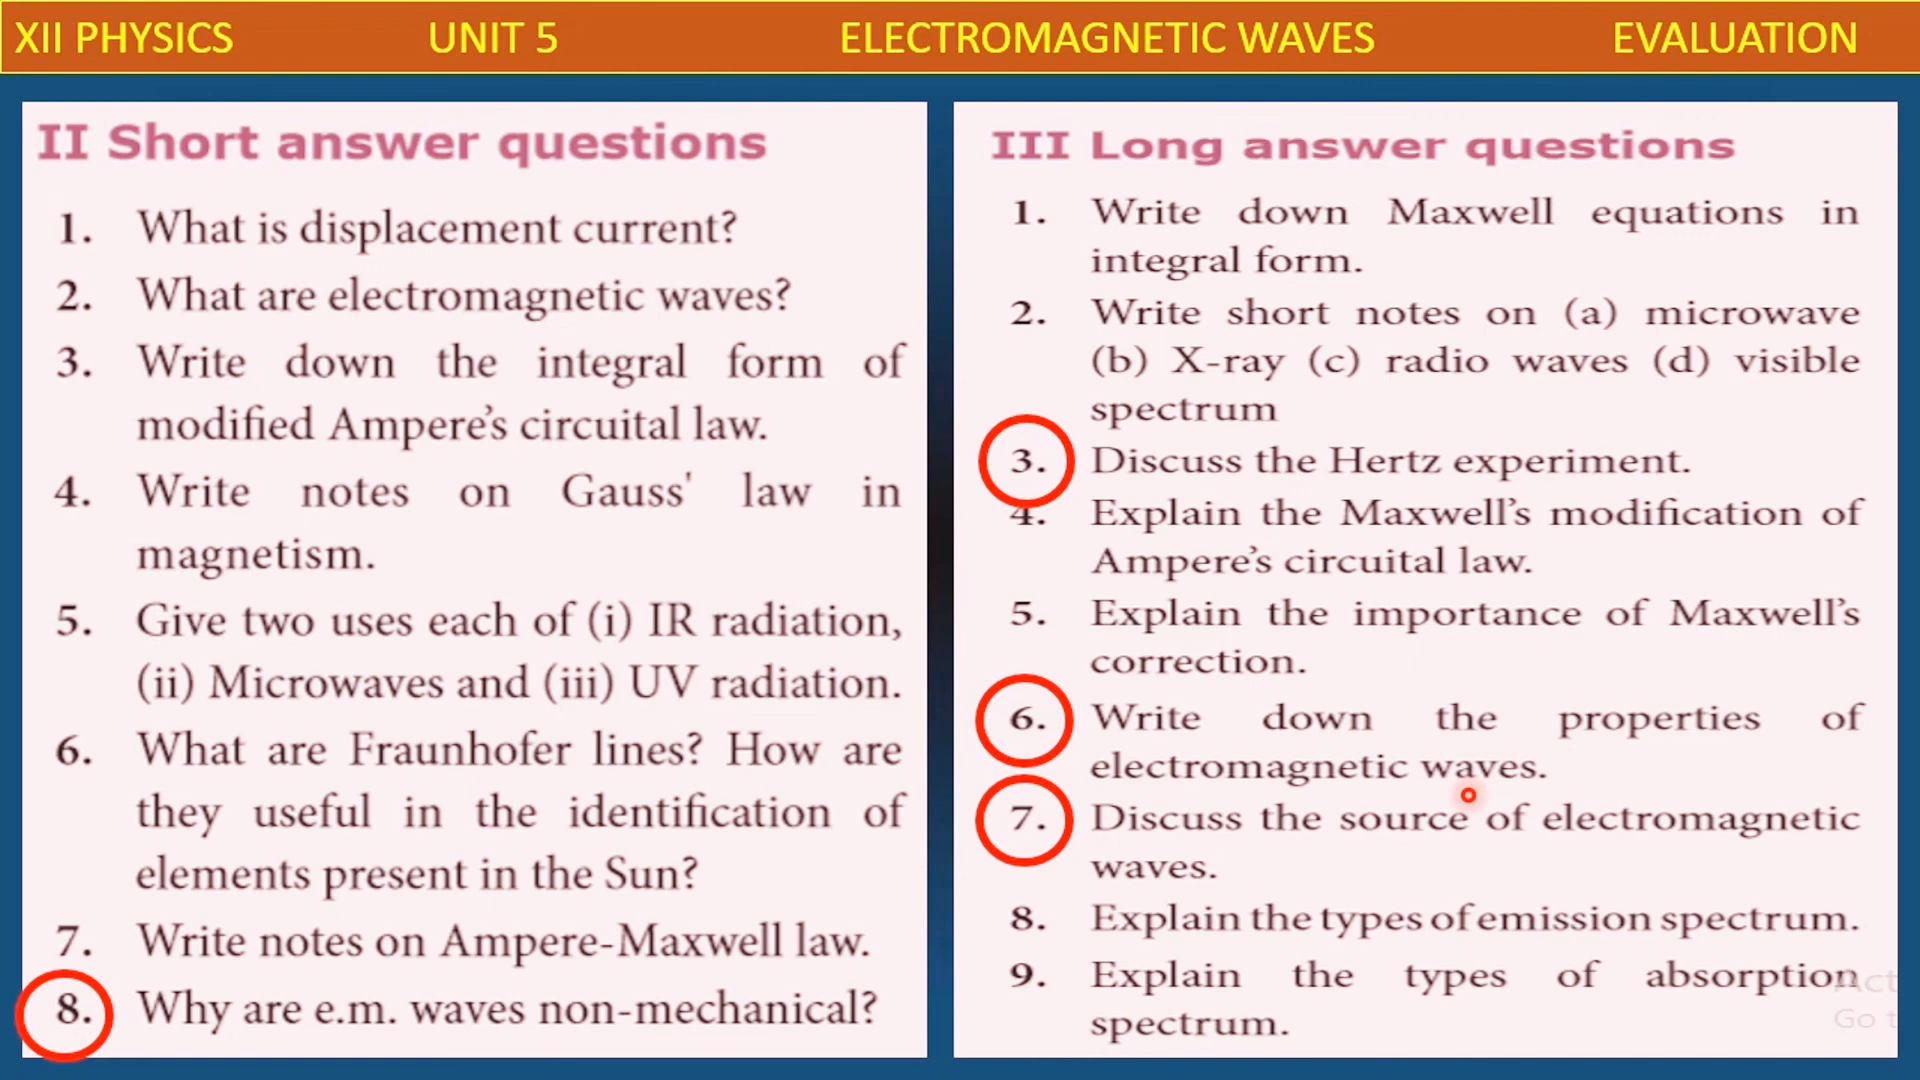 XII PHYSICS UNIT 5 ELECTROMAGNETIC WAVES EVALUATION
II Short answer questions
1. What is displacement current?
2. What are electromagnetic waves?
3. Write down the integral form of
modified Ampere's circuital law.
4. Write notes on Gauss' law in
magnetism.
5. Give two uses each of (i) IR radiation,
(ii) Microwaves and (iii) UV radiation.
6. What are Fraunhofer lines? How are
they useful in the identification of
elements present in the Sun?
7. Write notes on Ampere-Maxwell law.
8. Why are e.m. waves non-mechanical?
III Long answer questions
1. Write down Maxwell equations in
integral form.
2. Write short notes on (a) microwave
(b) X-ray (c) radio waves (d) visible
spectrum
3. Discuss the Hertz experiment.
4. Explain the Maxwell's modification of
Ampere's circuital law.
5. Explain the importance of Maxwell's
correction.
6. Write down the properties of
electromagnetic waves.
7. Discuss the source of electromagnetic
waves.
8. Explain the types of emission spectrum.
9. Explain the types of absorption
spectrum.